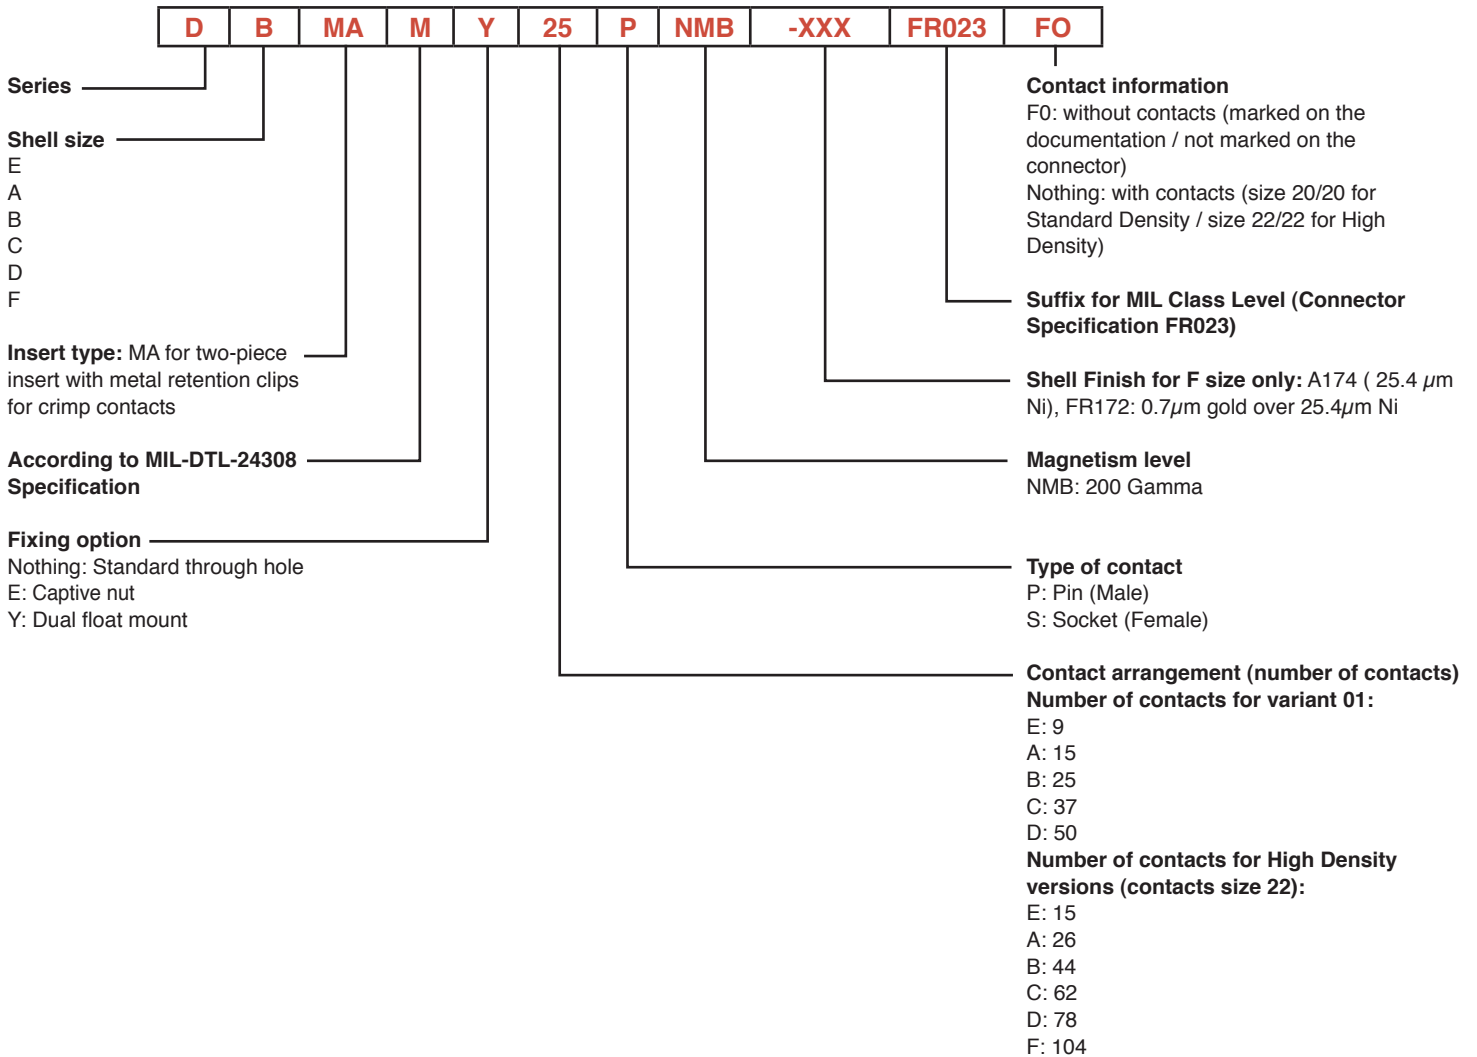 D B MA M Y 25 P NMB -XXX FR023 FO
Series
Shell size
E
A
B
C
D
F
Insert type: MA for two-piece
insert with metal retention clips
for crimp contacts
According to MIL-DTL-24308
Specification
Fixing option
Nothing: Standard through hole
E: Captive nut
Y: Dual float mount
Contact information
F0: without contacts (marked on the
documentation / not marked on the
connector)
Nothing: with contacts (size 20/20 for
Standard Density / size 22/22 for High
Density)
Suffix for MIL Class Level (Connector
Specification FR023)
Shell Finish for F size only: A174 ( 25.4 µm
Ni), FR172: 0.7µm gold over 25.4µm Ni
Magnetism level
NMB: 200 Gamma
Type of contact
P: Pin (Male)
S: Socket (Female)
Contact arrangement (number of contacts)
Number of contacts for variant 01:
E: 9
A: 15
B: 25
C: 37
D: 50
Number of contacts for High Density
versions (contacts size 22):
E: 15
A: 26
B: 44
C: 62
D: 78
F: 104